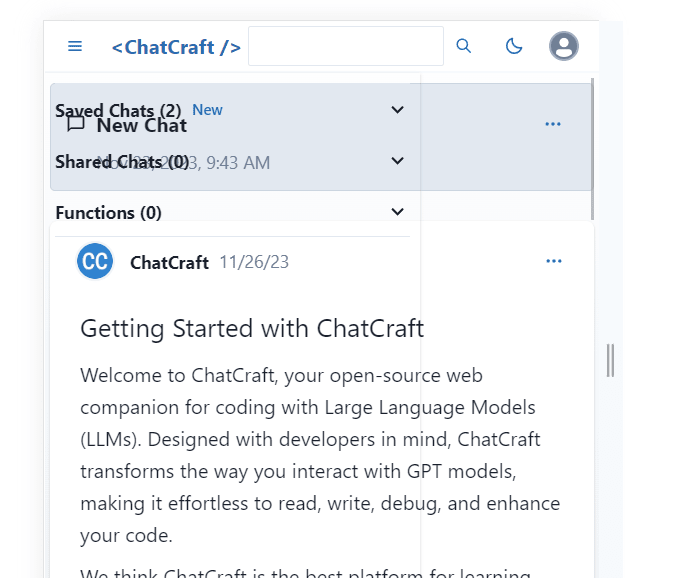 <ChatCraft />
Saved Chats (2) New
New Chat
Shared Chats (0)
Nov 23, 2023, 9:43 AM
Functions (0)
CC ChatCraft 11/26/23
Getting Started with ChatCraft
Welcome to ChatCraft, your open-source web
companion for coding with Large Language Models
(LLMs). Designed with developers in mind, ChatCraft
transforms the way you interact with GPT models,
making it effortless to read, write, debug, and enhance
your code.
We think ChatCraft is the best platform for learning